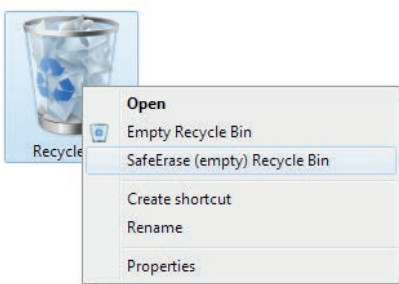 Recycle
Open
Empty Recycle Bin
SafeErase (empty) Recycle Bin
Create shortcut
Rename
Properties